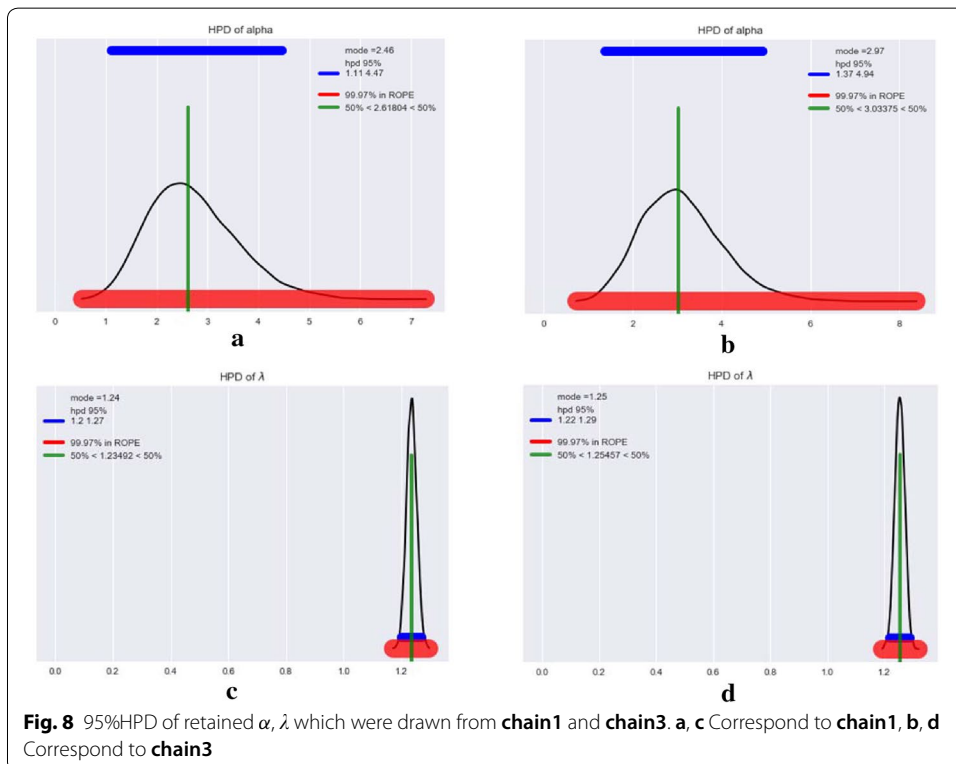 HPD of alpha
mode =2.46
hpd 95%
1.11 4.47
99.97% in ROPE
50% < 2.61804 < 50%
0 1 2 3 4 5 6 7
a
HPD of alpha
mode =2.97
hpd 95%
1.37 4.94
99.97% in ROPE
50% < 3.03375 < 50%
0 2 4 6 8
b
HPD of λ
mode =1.24
hpd 95%
1.2 1.27
99.97% in ROPE
50% < 1.23492 < 50%
0.0 0.2 0.4 0.6 0.8 1.0 1.2
c
HPD of λ
mode =1.25
hpd 95%
1.22 1.29
99.97% in ROPE
50% < 1.25457 < 50%
0.0 0.2 0.4 0.6 0.8 1.0 1.2
d
Fig. 8 95%HPD of retained α, λ which were drawn from chain1 and chain3. a, c Correspond to chain1, b, d
Correspond to chain3